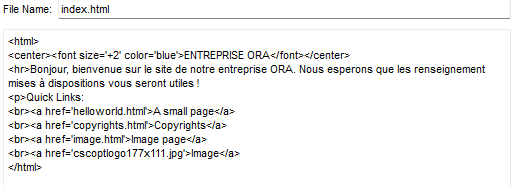 File Name: index.html
<html>
<center><font size='+2' color='blue'>ENTREPRISE ORA</font></center>
<hr>Bonjour, bienvenue sur le site de notre entreprise ORA. Nous esperons que les renseignement
mises à dispositions vous seront utiles !
<p>Quick Links:
<br><a href='helloworld.html'>A small page</a>
<br><a href='copyrights.html'>Copyrights</a>
<br><a href='image.html'>Image page</a>
<br><a href='cscoptlogo177x111.jpg'>Image</a>
</html>